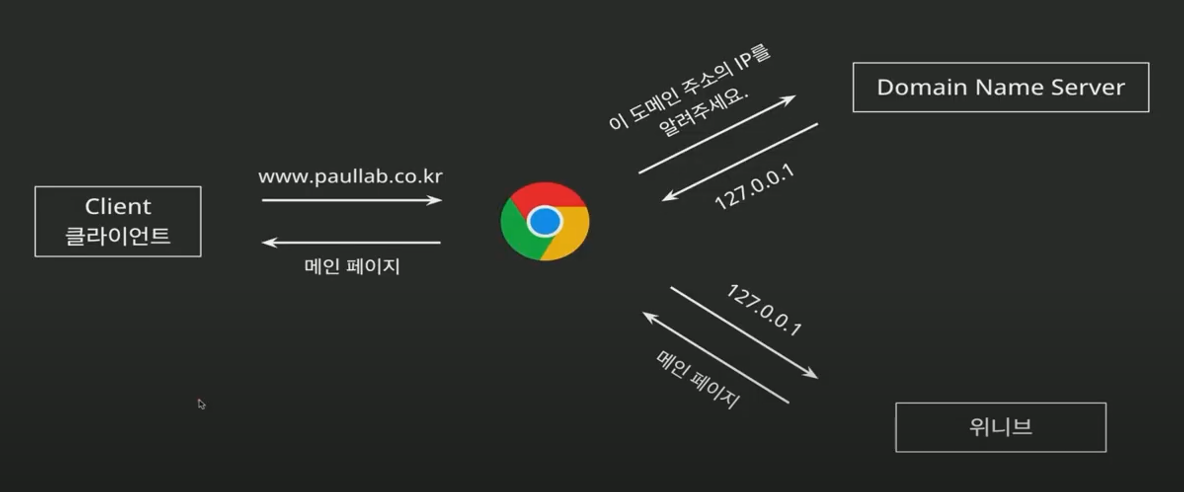 이 도메인 주소의 IP를
알려주세요.
Domain Name Server
127.0.0.1
www.paullab.co.kr
Client
클라이언트
메인 페이지
127.0.0.1
메인 페이지
위니브